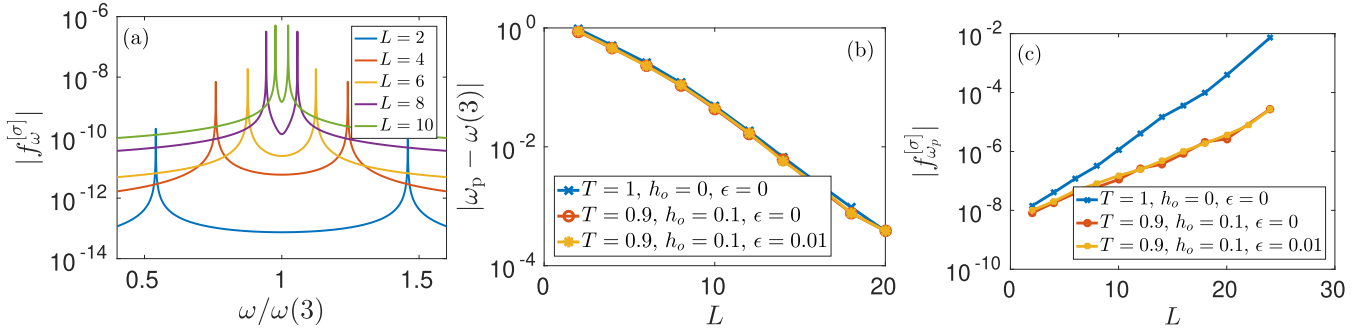 (a)
|f_ω^{[σ]}|
10^{-6}
10^{-8}
10^{-10}
10^{-12}
10^{-14}
L = 2
L = 4
L = 6
L = 8
L = 10
0.5
1
1.5
ω/ω(3)
(b)
|ω_p − ω(3)|
10^0
10^{-2}
10^{-4}
T = 1, h_o = 0, ϵ = 0
T = 0.9, h_o = 0.1, ϵ = 0
T = 0.9, h_o = 0.1, ϵ = 0.01
0
10
20
L
(c)
|f_{ω_p}^{[σ]}|
10^{-2}
10^{-4}
10^{-6}
10^{-8}
10^{-10}
T = 1, h_o = 0, ϵ = 0
T = 0.9, h_o = 0.1, ϵ = 0
T = 0.9, h_o = 0.1, ϵ = 0.01
0
10
20
30
L